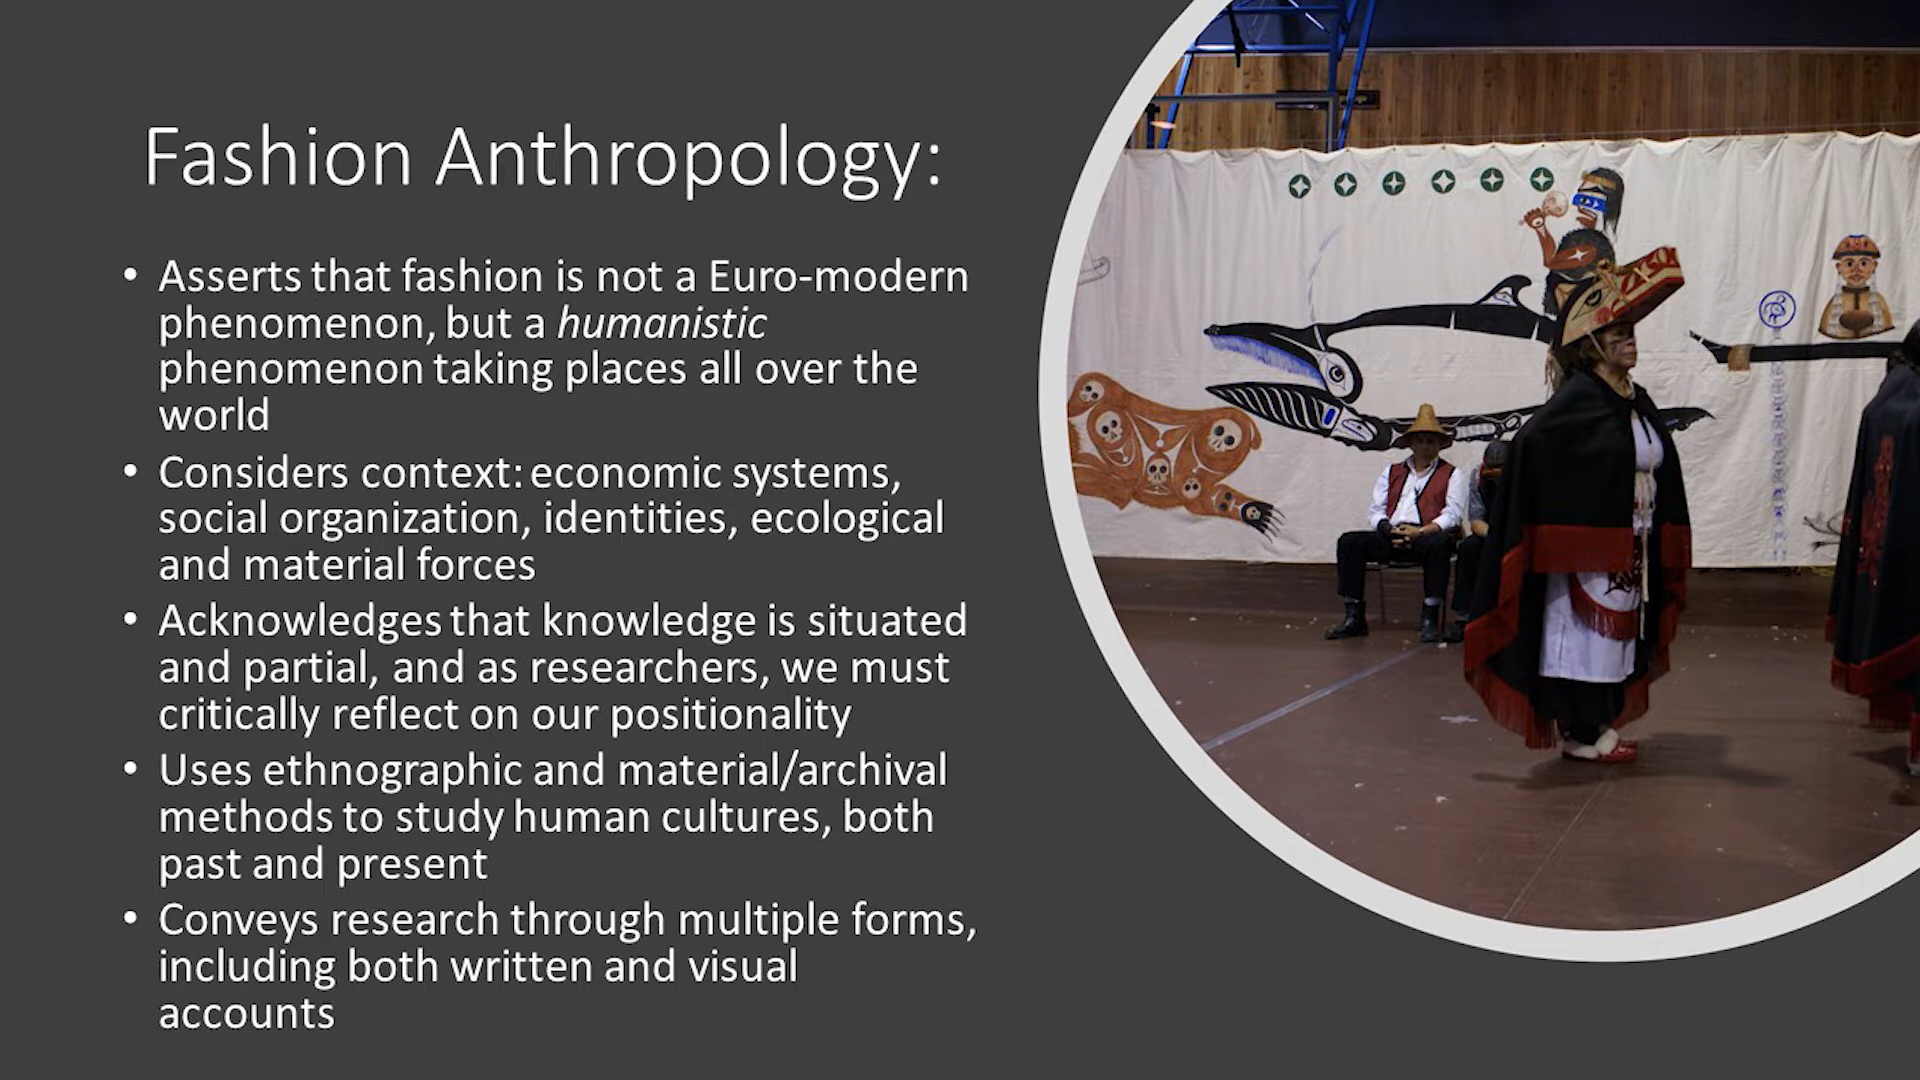 Fashion Anthropology:
• Asserts that fashion is not a Euro-modern
phenomenon, but a humanistic
phenomenon taking places all over the
world
• Considers context: economic systems,
social organization, identities, ecological
and material forces
• Acknowledges that knowledge is situated
and partial, and as researchers, we must
critically reflect on our positionality
• Uses ethnographic and material/archival
methods to study human cultures, both
past and present
• Conveys research through multiple forms,
including both written and visual
accounts